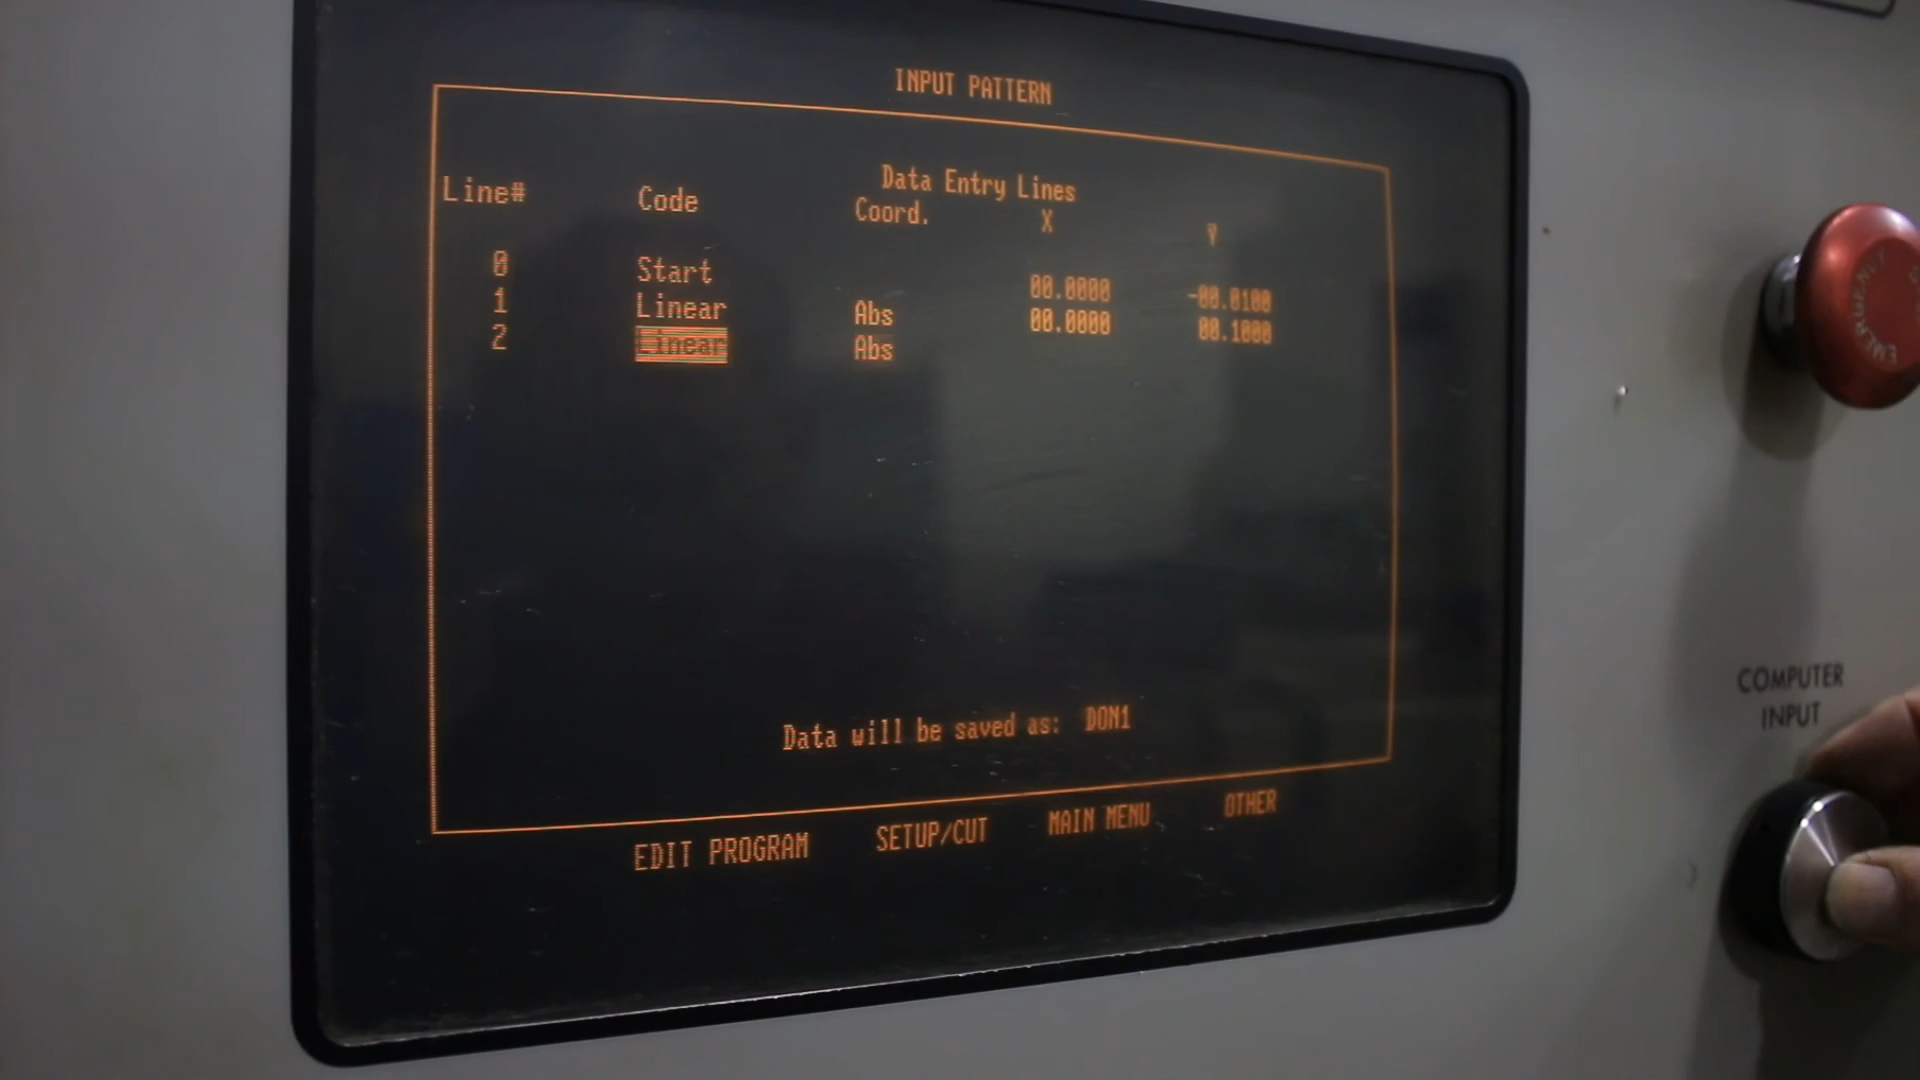 INPUT PATTERN
Data Entry Lines
Line# Code Coord. X Y
0 Start 00.0000 -00.0100
1 Linear Abs 00.0000 00.1000
2 Linear Abs
Data will be saved as: DON1
EDIT PROGRAM SETUP/CUT MAIN MENU OTHER
EMERGENCY
COMPUTER
INPUT